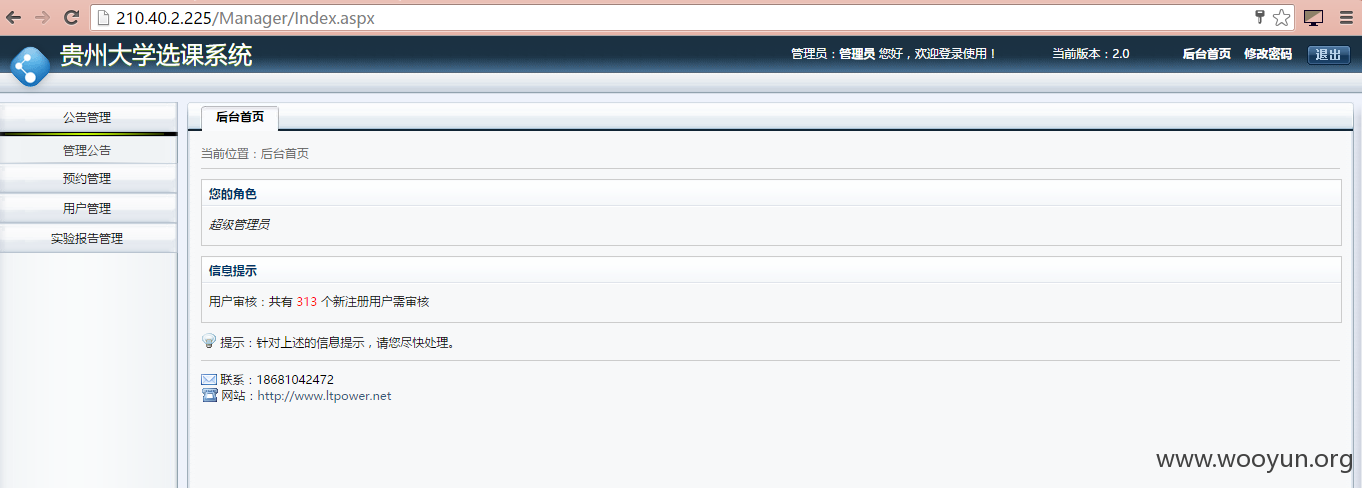 210.40.2.225/Manager/Index.aspx
贵州大学选课系统
管理员：管理员 您好，欢迎登录使用！ 当前版本：2.0 后台首页 修改密码 退出
公告管理
管理公告
预约管理
用户管理
实验报告管理
后台首页
当前位置：后台首页
您的角色
超级管理员
信息提示
用户审核：共有 313 个新注册用户需审核
提示：针对上述的信息提示，请您尽快处理。
联系：18681042472
网站：http://www.ltpower.net
www.wooyun.org